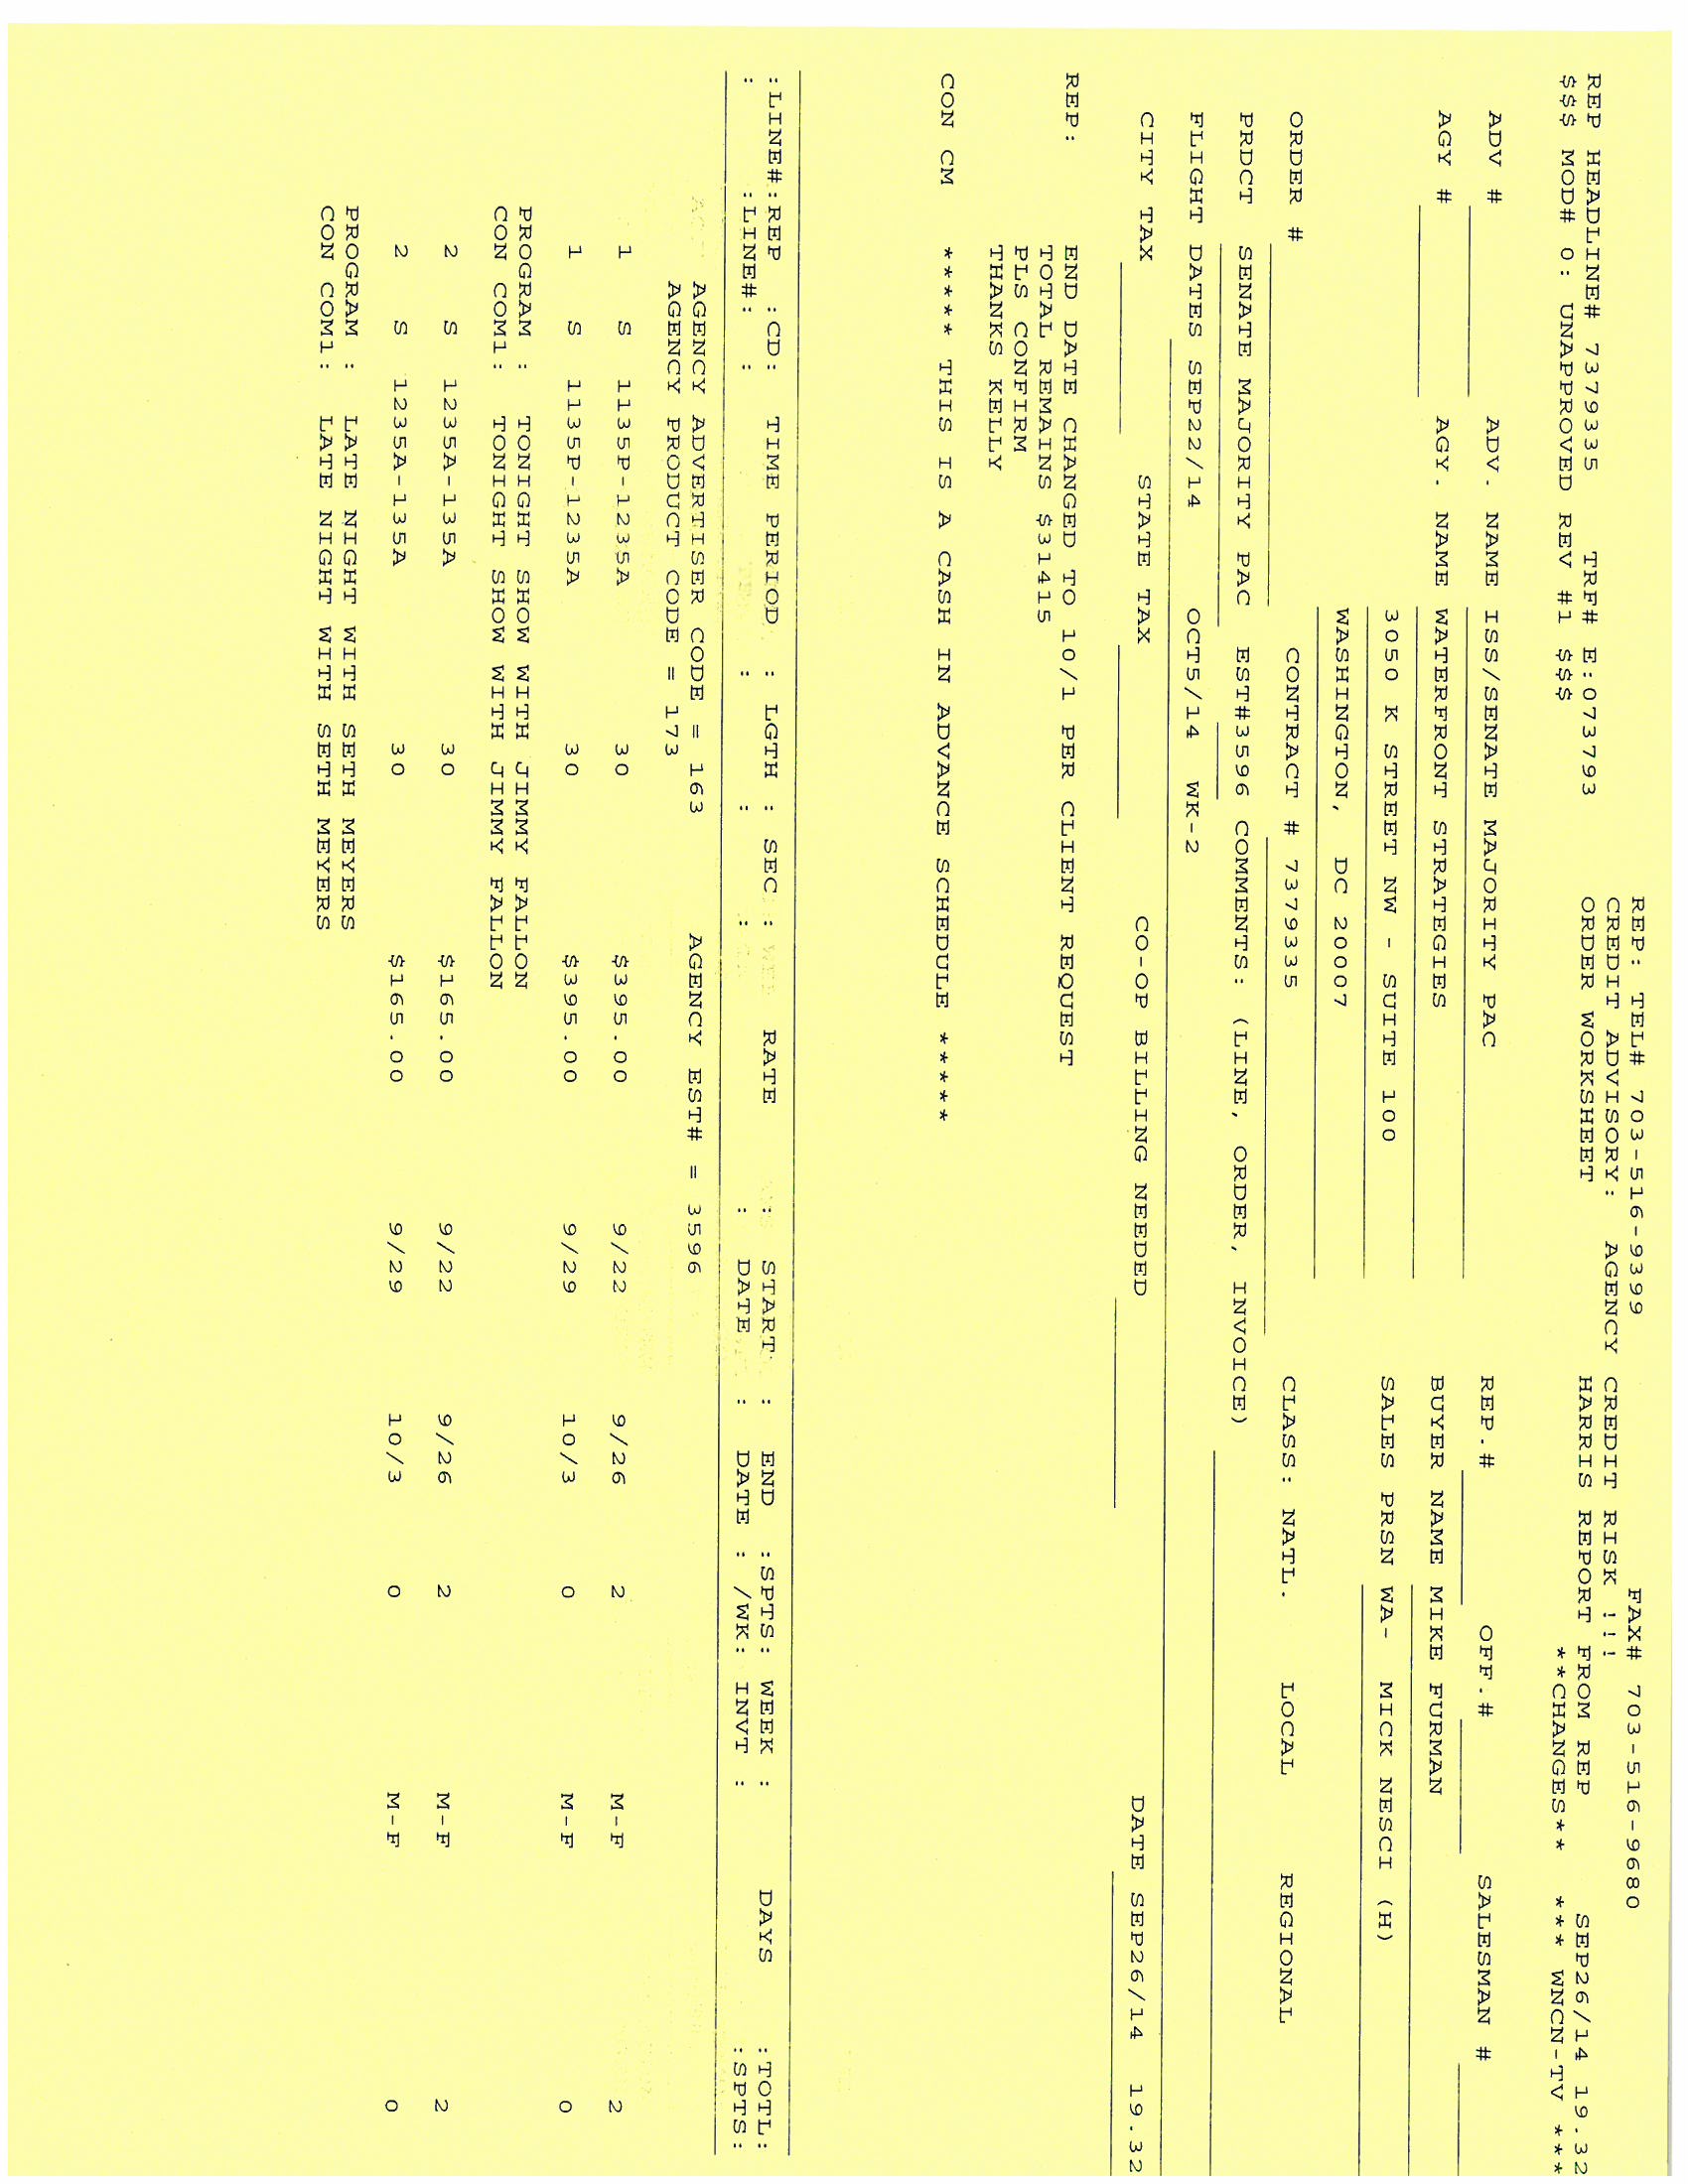 REP: TEL# 703-516-9399 FAX# 703-516-9680
CREDIT ADVISORY: AGENCY CREDIT RISK !!!
REP HEADLINE# 7379335 TRF# E:073793 ORDER WORKSHEET HARRIS REPORT FROM REP SEP26/14 19.32
$$$ MOD# 0: UNAPPROVED REV #1 $$$ **CHANGES** *** WNCN-TV ***
ADV # ADV. NAME ISS/SENATE MAJORITY PAC REP.# OFF.# SALESMAN #
AGY # AGY. NAME WATERFRONT STRATEGIES BUYER NAME MIKE FURMAN
3050 K STREET NW - SUITE 100 SALES PRSN WA- MICK NESCI (H)
WASHINGTON, DC 20007
ORDER # CONTRACT # 7379335 CLASS: NATL. LOCAL REGIONAL
PRDCT SENATE MAJORITY PAC EST#3596 COMMENTS: (LINE, ORDER, INVOICE)
FLIGHT DATES SEP22/14 OCT5/14 WK-2
CITY TAX STATE TAX CO-OP BILLING NEEDED DATE SEP26/14 19.32
REP: END DATE CHANGED TO 10/1 PER CLIENT REQUEST
TOTAL REMAINS $31415
PLS CONFIRM
THANKS KELLY
CON CM ***** THIS IS A CASH IN ADVANCE SCHEDULE *****
:LINE#:REP :CD: TIME PERIOD : LGTH : SEC : RATE : START : END :SPTS: WEEK : DAYS :TOTL:
: :LINE#: : : : : : DATE : DATE : /WK: INVT : :SPTS:
AGENCY ADVERTISER CODE = 163 AGENCY EST# = 3596
AGENCY PRODUCT CODE = 173
1 S 1135P-1235A 30 $395.00 9/22 9/26 2 M-F 2
1 S 1135P-1235A 30 $395.00 9/29 10/3 0 M-F 0
PROGRAM : TONIGHT SHOW WITH JIMMY FALLON
CON COM1: TONIGHT SHOW WITH JIMMY FALLON
2 S 1235A-135A 30 $165.00 9/22 9/26 2 M-F 2
2 S 1235A-135A 30 $165.00 9/29 10/3 0 M-F 0
PROGRAM : LATE NIGHT WITH SETH MEYERS
CON COM1: LATE NIGHT WITH SETH MEYERS